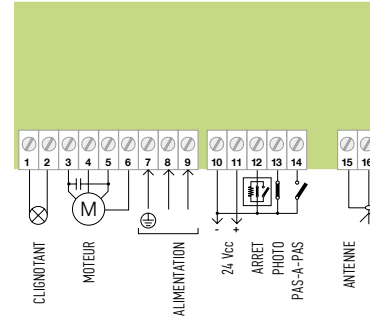 1 2 3 4 5 6 7 8 9 10 11 12 13 14 15 16
M
- +
CLIGNOTANT
MOTEUR
ALIMENTATION
24 Vcc
ARRET
PHOTO
PAS-A-PAS
ANTENNE